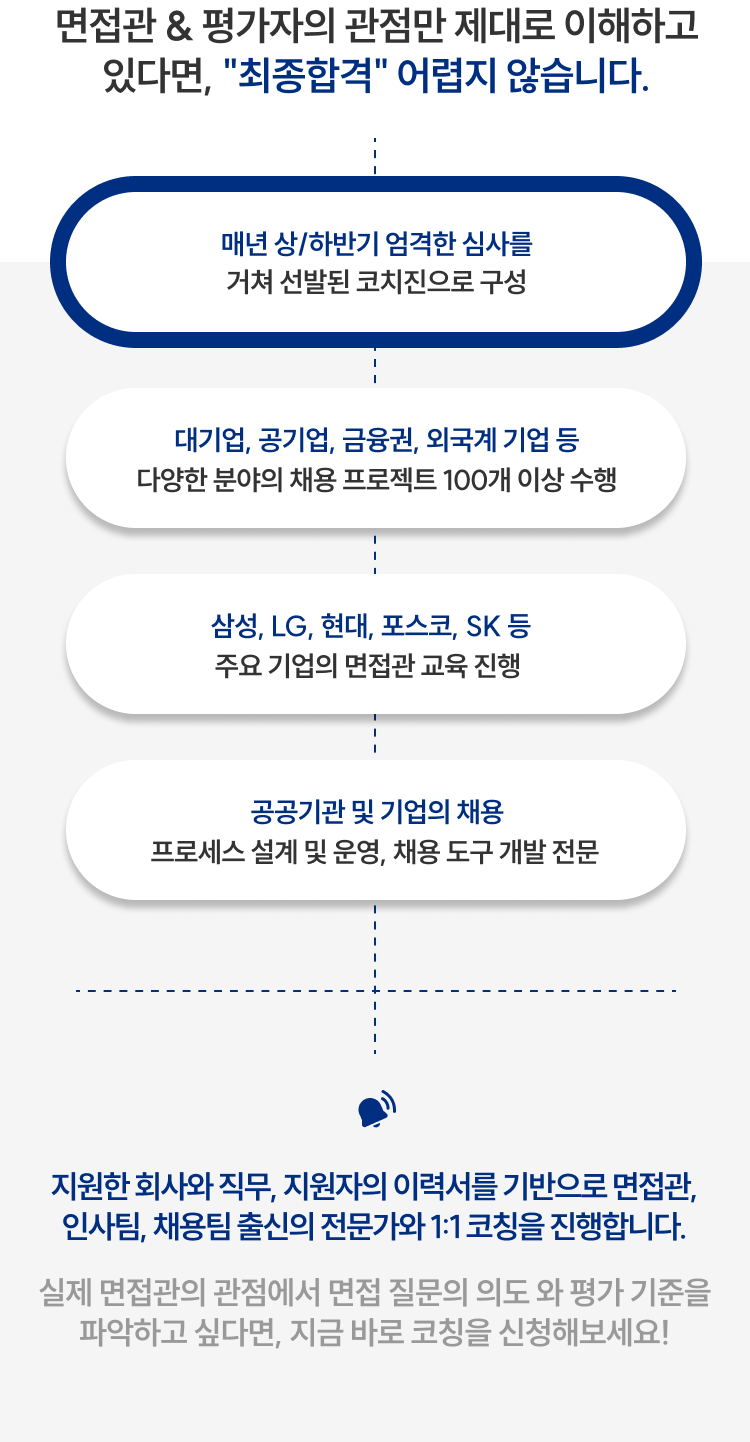 면접관 & 평가자의 관점만 제대로 이해하고
있다면, "최종합격" 어렵지 않습니다.
매년 상/하반기 엄격한 심사를
거쳐 선발된 코치진으로 구성
대기업, 공기업, 금융권, 외국계 기업 등
다양한 분야의 채용 프로젝트 100개 이상 수행
삼성, LG, 현대, 포스코, SK 등
주요 기업의 면접관 교육 진행
공공기관 및 기업의 채용
프로세스 설계 및 운영, 채용 도구 개발 전문
지원한 회사와 직무, 지원자의 이력서를 기반으로 면접관,
인사팀, 채용팀 출신의 전문가와 1:1 코칭을 진행합니다.
실제 면접관의 관점에서 면접 질문의 의도 와 평가 기준을
파악하고 싶다면, 지금 바로 코칭을 신청해보세요!